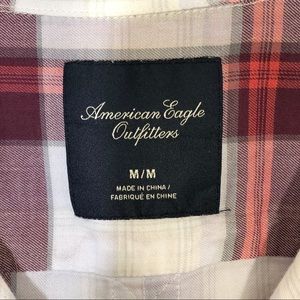 American Eagle
Outfitters
M/M
MADE IN CHINA /
FABRIQUÉ EN CHINE